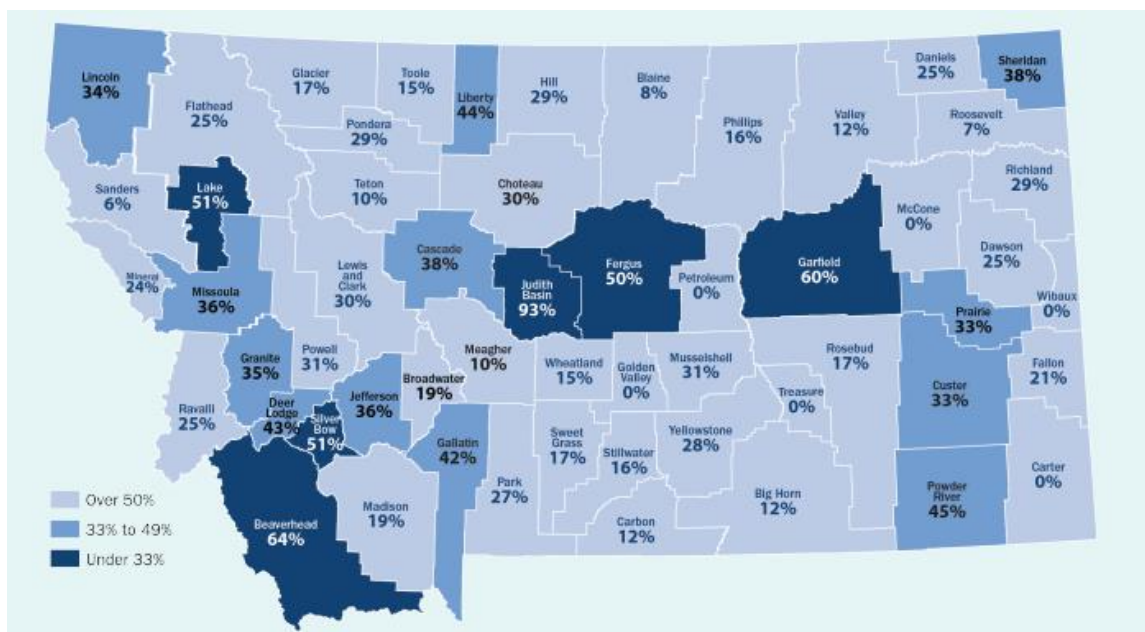 Lincoln
34%
Flathead
25%
Glacier
17%
Toole
15%
Liberty
44%
Hill
29%
Blaine
8%
Phillips
16%
Valley
12%
Daniels
25%
Sheridan
38%
Roosevelt
7%
Pondera
29%
Teton
10%
Choteau
30%
Richland
29%
McCone
0%
Dawson
25%
Wibaux
0%
Sanders
6%
Lake
51%
Mineral
24%
Missoula
36%
Lewis
and
Clark
30%
Cascade
38%
Judith
Basin
93%
Fergus
50%
Petroleum
0%
Garfield
60%
Prairie
33%
Granite
35%
Powell
31%
Meagher
10%
Broadwater
19%
Jefferson
36%
Wheatland
15%
Golden
Valley
0%
Musselshell
31%
Rosebud
17%
Treasure
0%
Custer
33%
Fallon
21%
Ravalli
25%
Deer
Lodge
43%
Silver
Bow
51%
Gallatin
42%
Park
27%
Sweet
Grass
17%
Stillwater
16%
Yellowstone
28%
Big Horn
12%
Powder
River
45%
Carter
0%
Beaverhead
64%
Madison
19%
Carbon
12%
Over 50%
33% to 49%
Under 33%